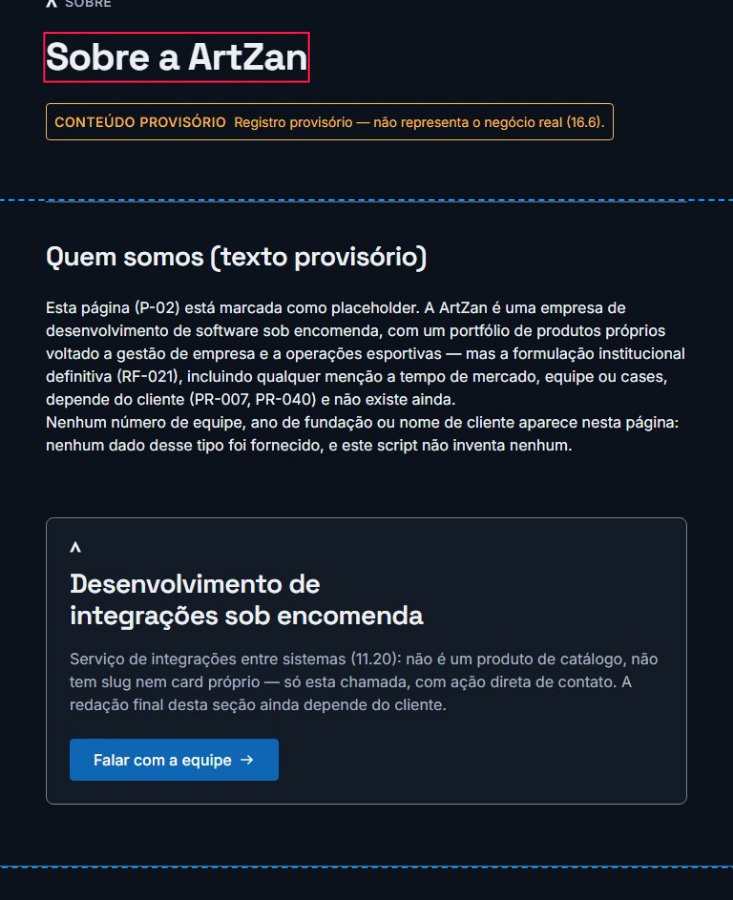 SOBRE
Sobre a ArtZan
CONTEÚDO PROVISÓRIO Registro provisório — não representa o negócio real (16.6).
Quem somos (texto provisório)
Esta página (P-02) está marcada como placeholder. A ArtZan é uma empresa de
desenvolvimento de software sob encomenda, com um portfólio de produtos próprios
voltado a gestão de empresa e a operações esportivas — mas a formulação institucional
definitiva (RF-021), incluindo qualquer menção a tempo de mercado, equipe ou cases,
depende do cliente (PR-007, PR-040) e não existe ainda.
Nenhum número de equipe, ano de fundação ou nome de cliente aparece nesta página:
nenhum dado desse tipo foi fornecido, e este script não inventa nenhum.
Desenvolvimento de
integrações sob encomenda
Serviço de integrações entre sistemas (11.20): não é um produto de catálogo, não
tem slug nem card próprio — só esta chamada, com ação direta de contato. A
redação final desta seção ainda depende do cliente.
Falar com a equipe →